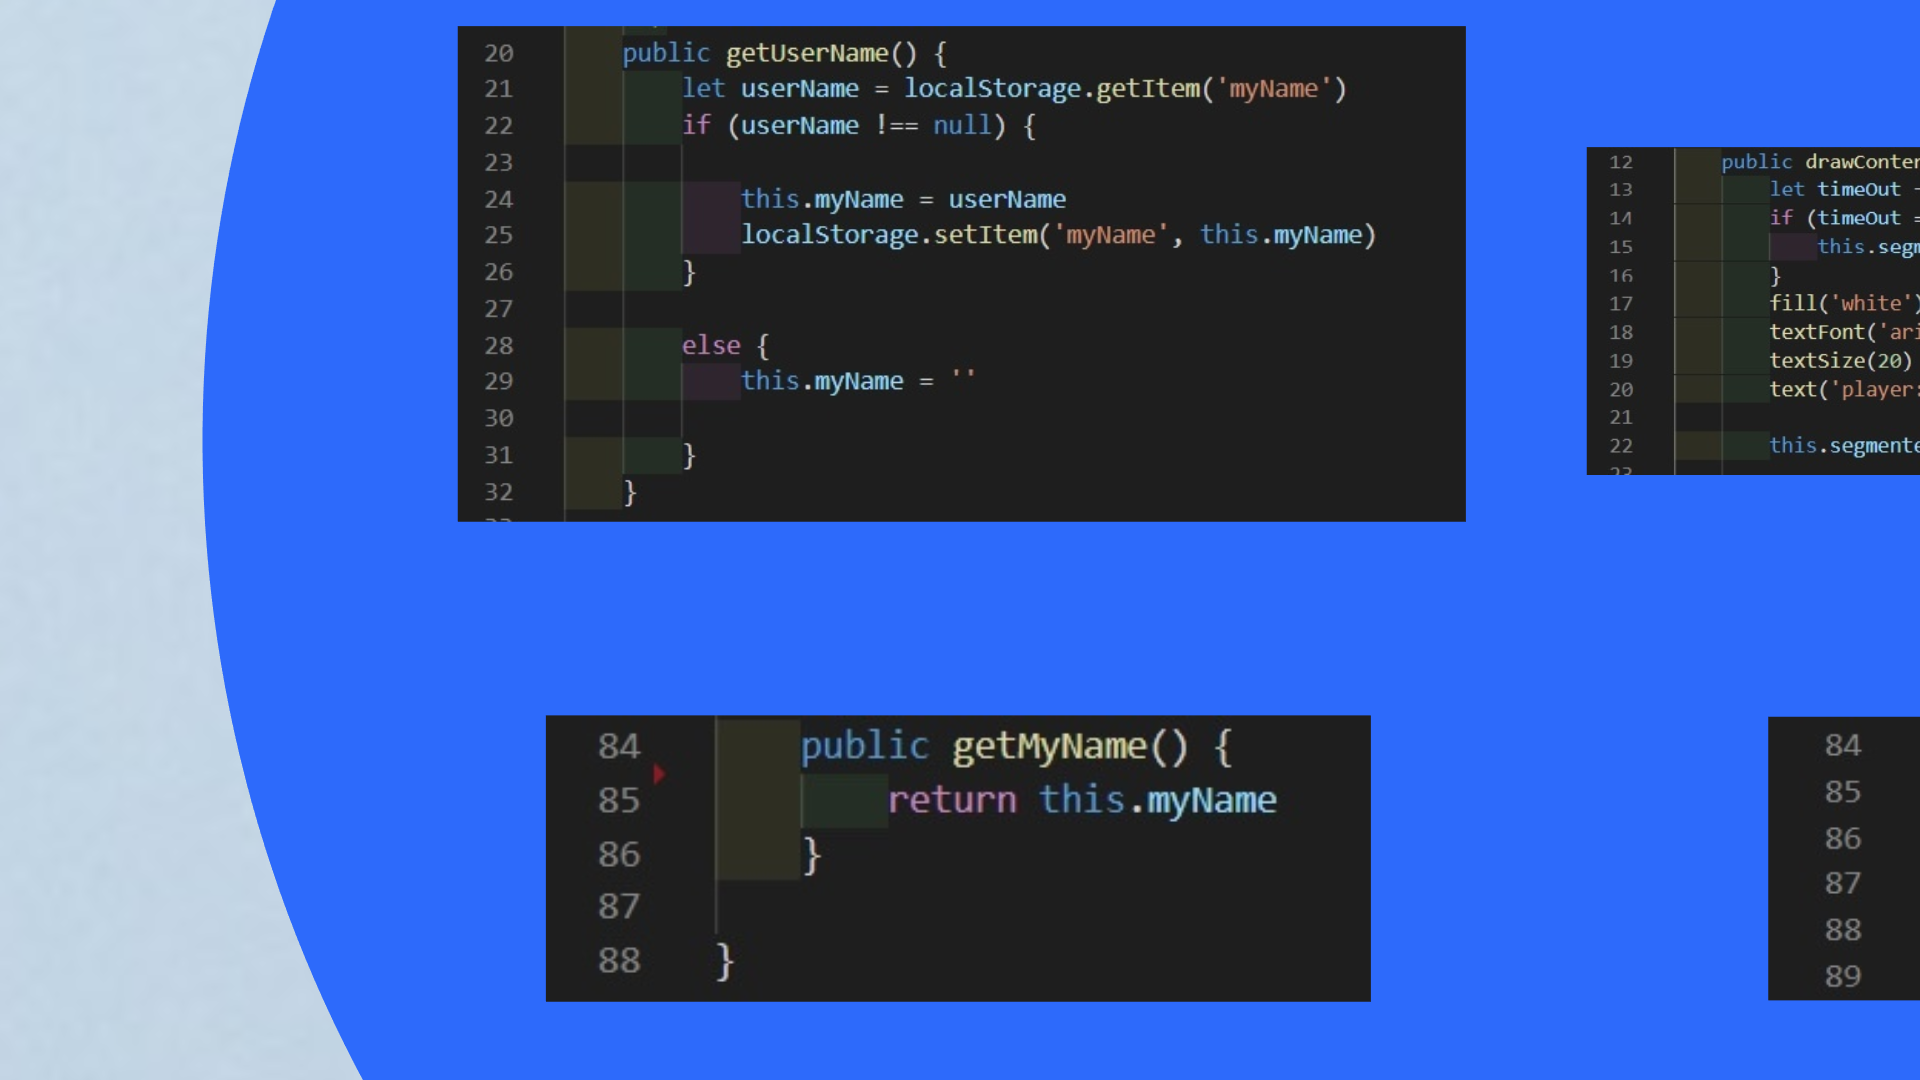 20 public getUserName() {
21 let userName = localStorage.getItem('myName')
22 if (userName !== null) {
23
24 this.myName = userName
25 localStorage.setItem('myName', this.myName)
26 }
27
28 else {
29 this.myName = ''
30
31 }
32 }
12 public drawConten
13 let timeOut
14 if (timeOut =
15 this.segm
16 }
17 fill('white')
18 textFont('ari
19 textSize(20)
20 text('player:
21
22 this.segmente
84 public getMyName() {
85 return this.myName
86 }
87
88 }
84
85
86
87
88
89